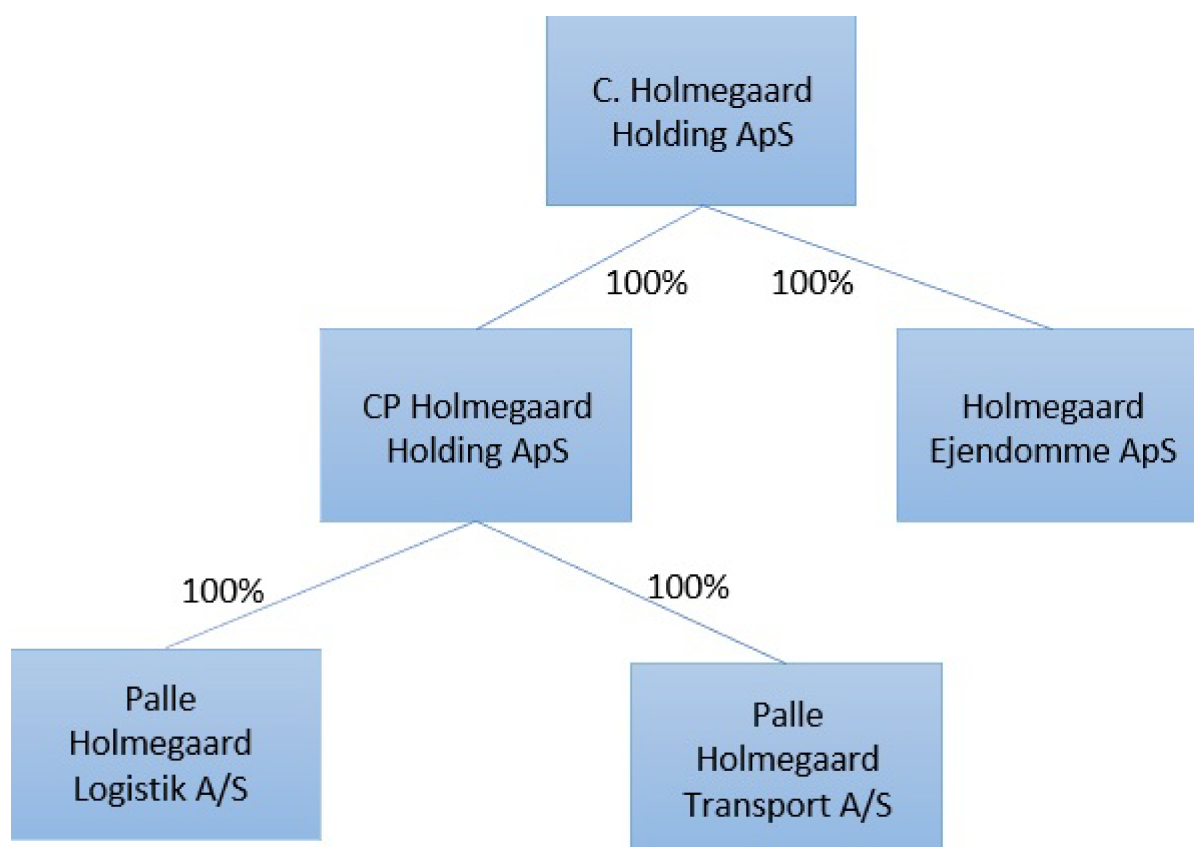 C. Holmegaard
Holding ApS
100%
100%
CP Holmegaard
Holding ApS
Holmegaard
Ejendomme ApS
100%
100%
Palle
Holmegaard
Logistik A/S
Palle
Holmegaard
Transport A/S